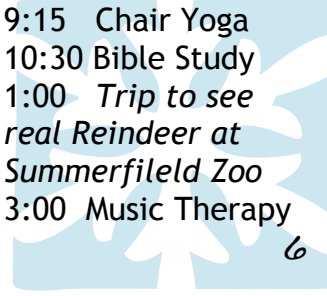 9:15 Chair Yoga
10:30 Bible Study
1:00 Trip to see
real Reindeer at
Summerfileld Zoo
3:00 Music Therapy
6